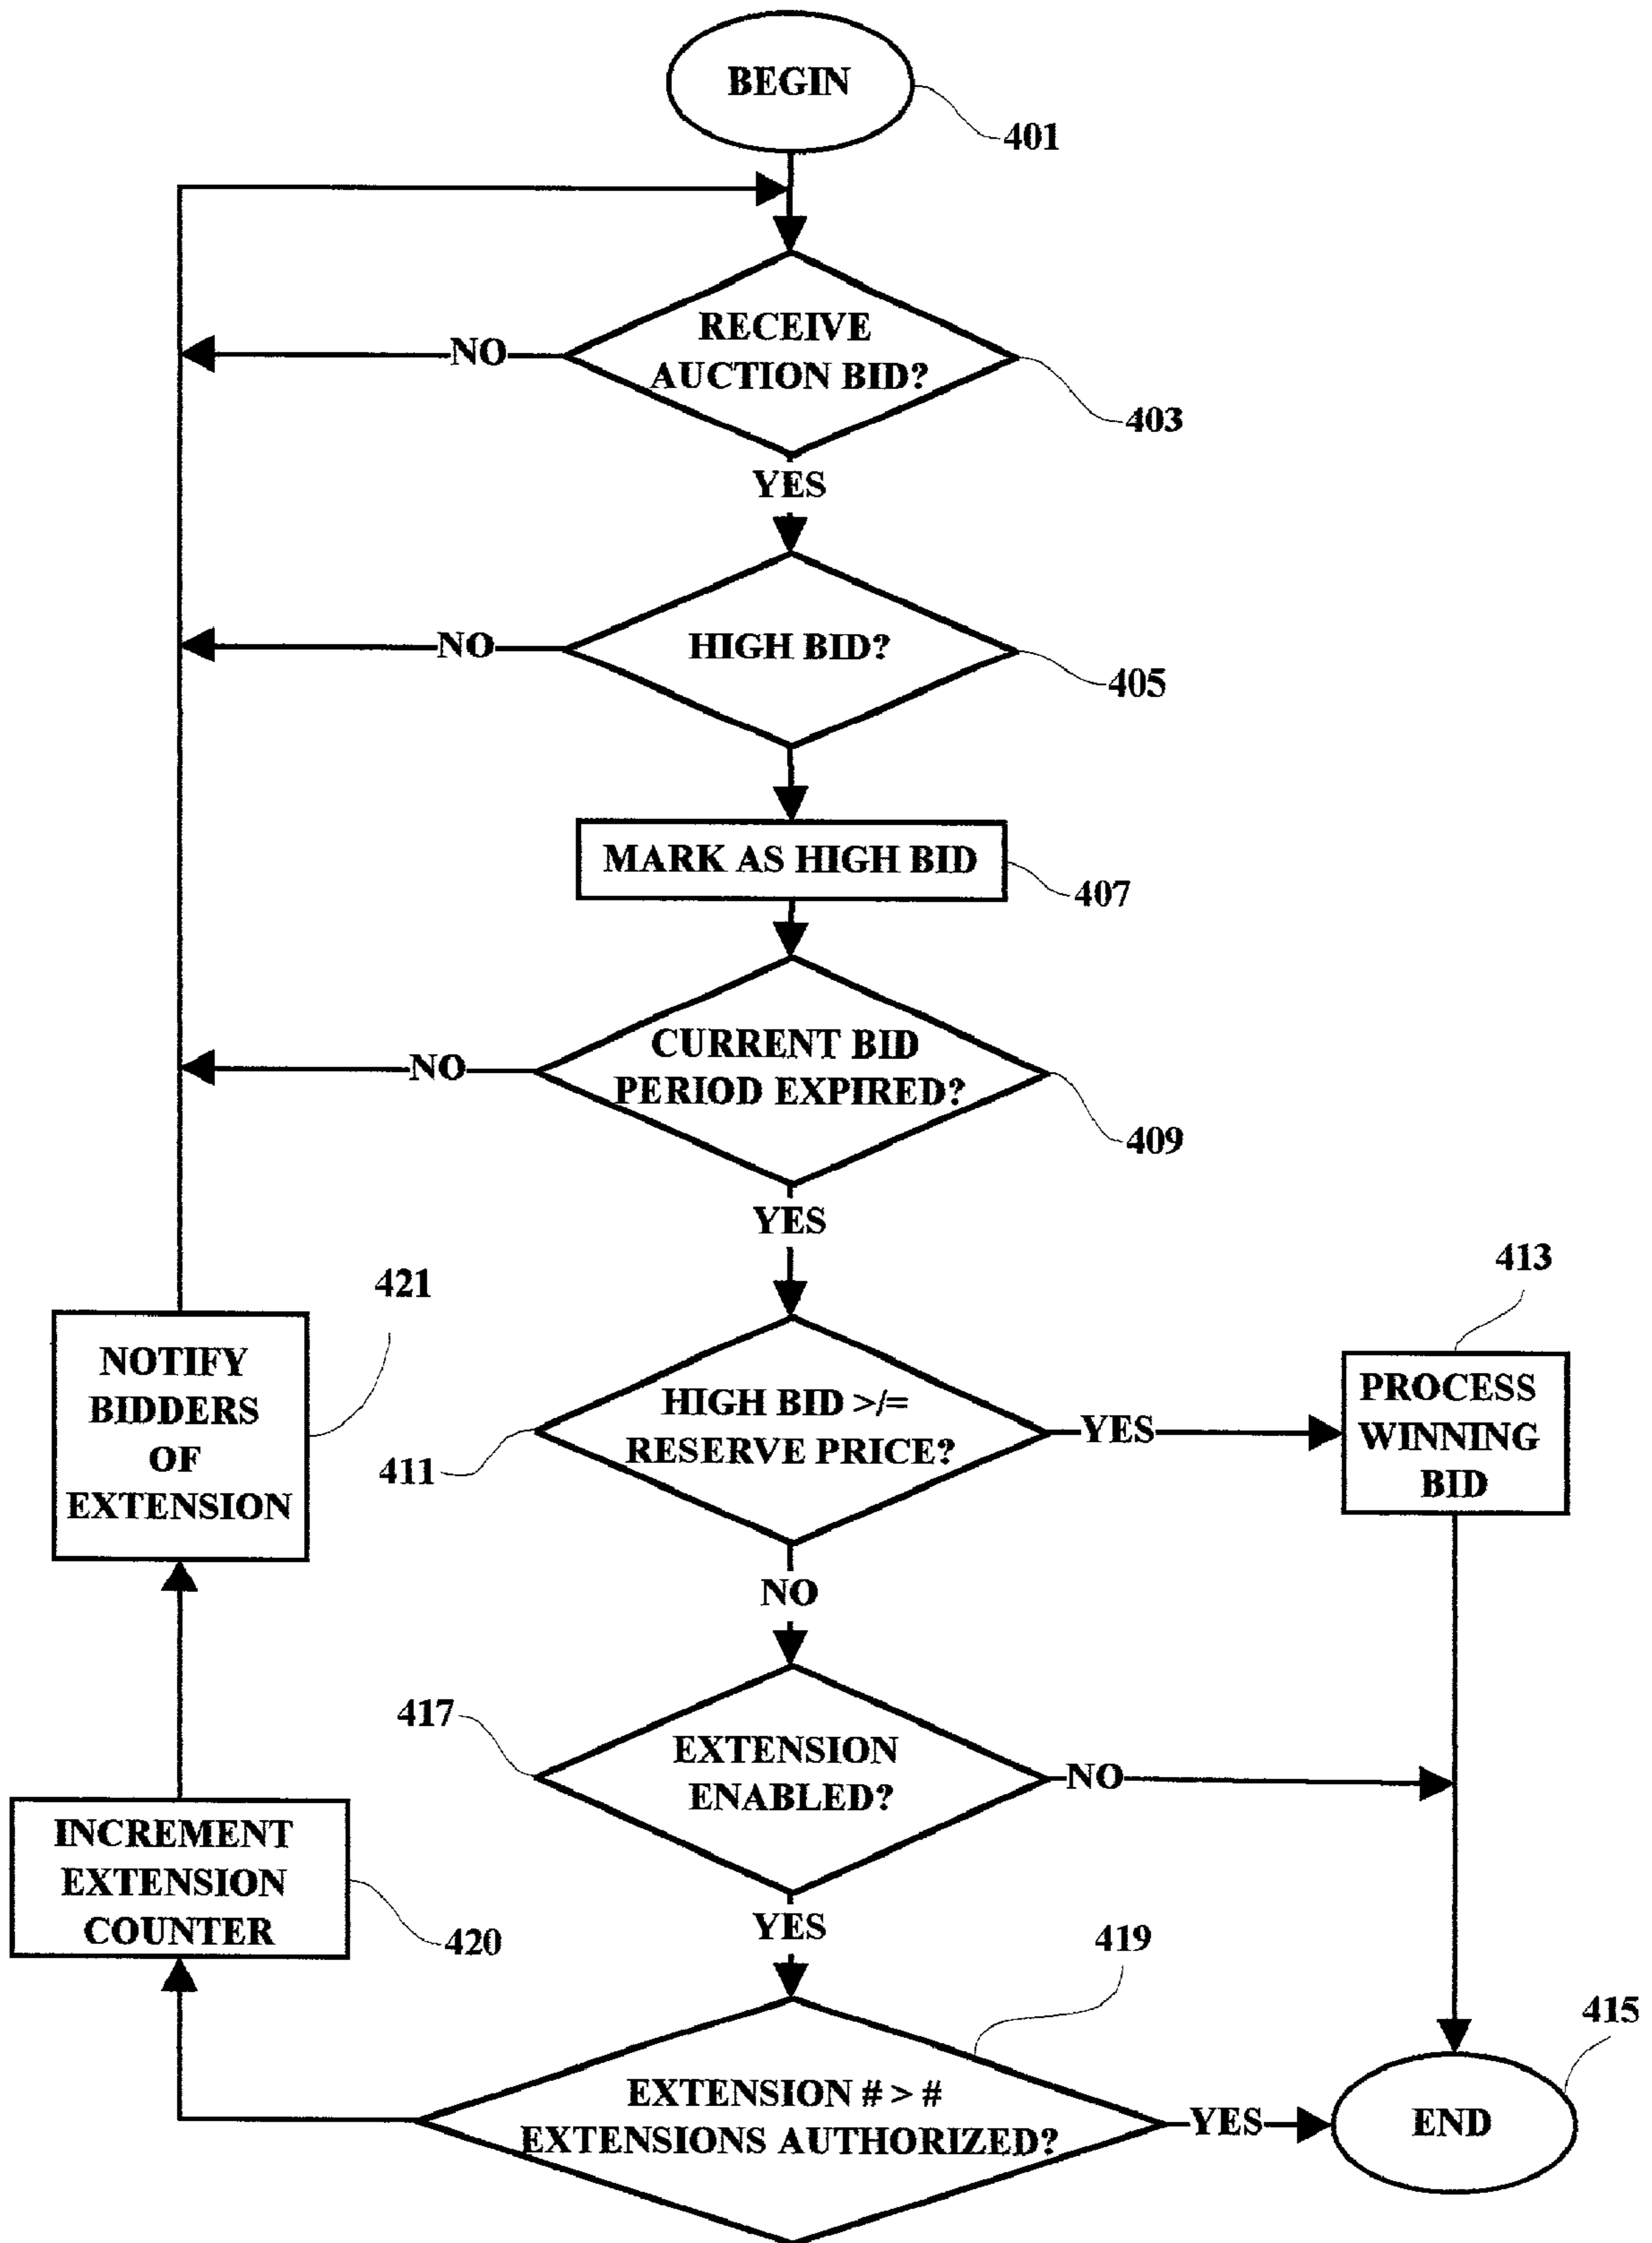 BEGIN
401
RECEIVE
AUCTION BID?
NO
403
YES
HIGH BID?
NO
405
MARK AS HIGH BID
407
CURRENT BID
PERIOD EXPIRED?
NO
409
YES
421
413
NOTIFY
BIDDERS
OF
EXTENSION
HIGH BID >/=
RESERVE PRICE?
411
YES
PROCESS
WINNING
BID
NO
417
EXTENSION
ENABLED?
NO
INCREMENT
EXTENSION
COUNTER
420
YES
419
415
EXTENSION # > #
EXTENSIONS AUTHORIZED?
YES
END